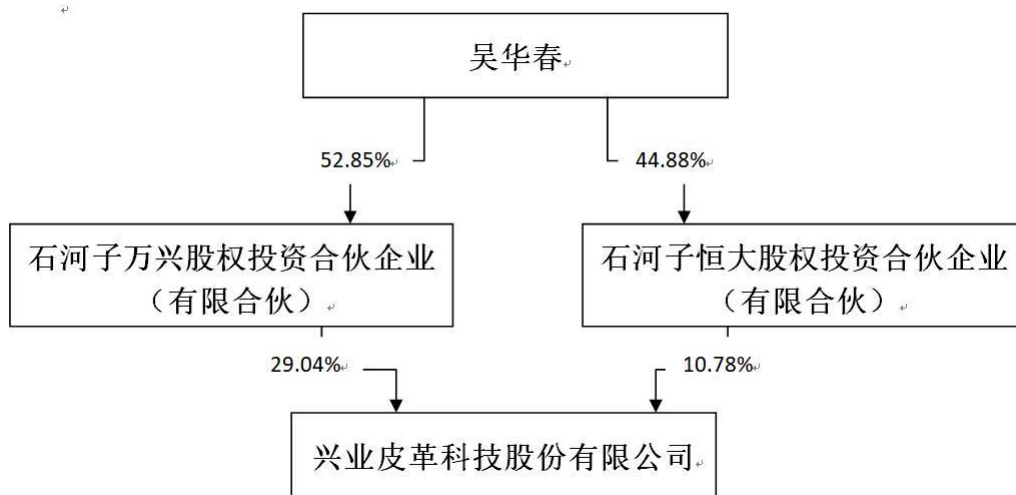 吴华春
52.85%
44.88%
石河子万兴股权投资合伙企业
（有限合伙）
石河子恒大股权投资合伙企业
（有限合伙）
29.04%
10.78%
兴业皮革科技股份有限公司